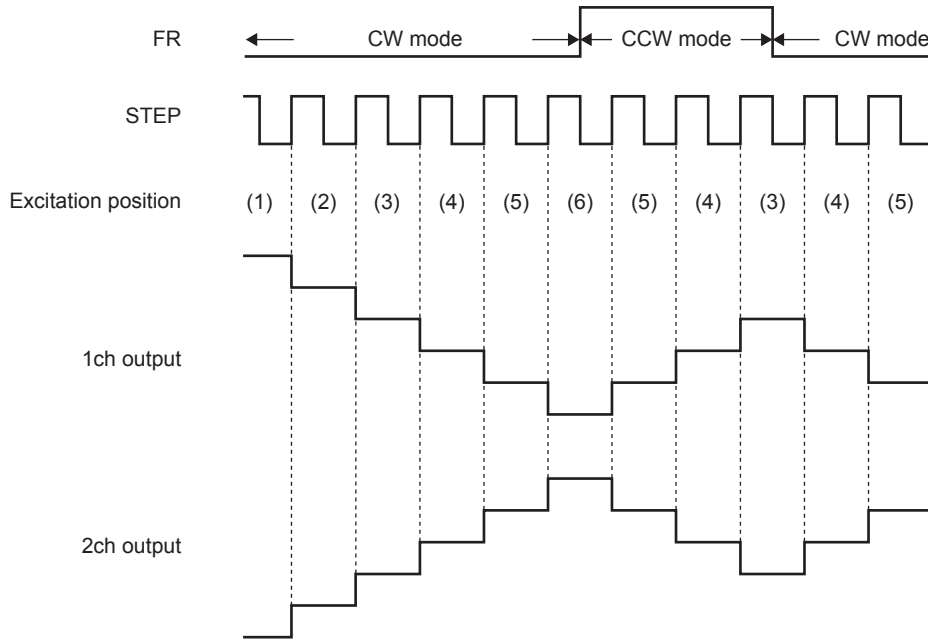 FR CW mode CCW mode CW mode
STEP
Excitation position (1) (2) (3) (4) (5) (6) (5) (4) (3) (4) (5)
1ch output
2ch output